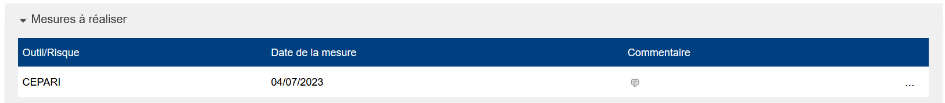 Mesures à réaliser
Outil/Risque Date de la mesure Commentaire
CEPARI 04/07/2023 ...